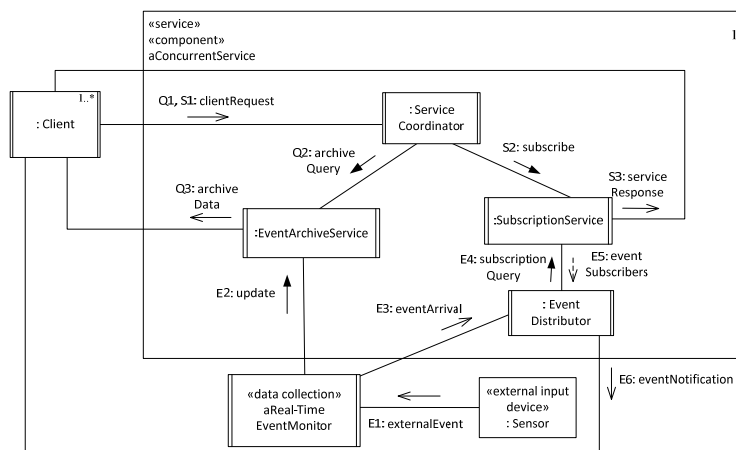 «service»
«component»
aConcurrentService
1..*
: Client
Q1, S1: clientRequest
: Service
Coordinator
Q2: archive
Query
S2: subscribe
Q3: archive
Data
S3: service
Response
:EventArchiveService
:SubscriptionService
E4: subscription
Query
E5: event
Subscribers
E2: update
E3: eventArrival
: Event
Distributor
«data collection»
aReal-Time
EventMonitor
E1: externalEvent
«external input
device»
: Sensor
E6: eventNotification